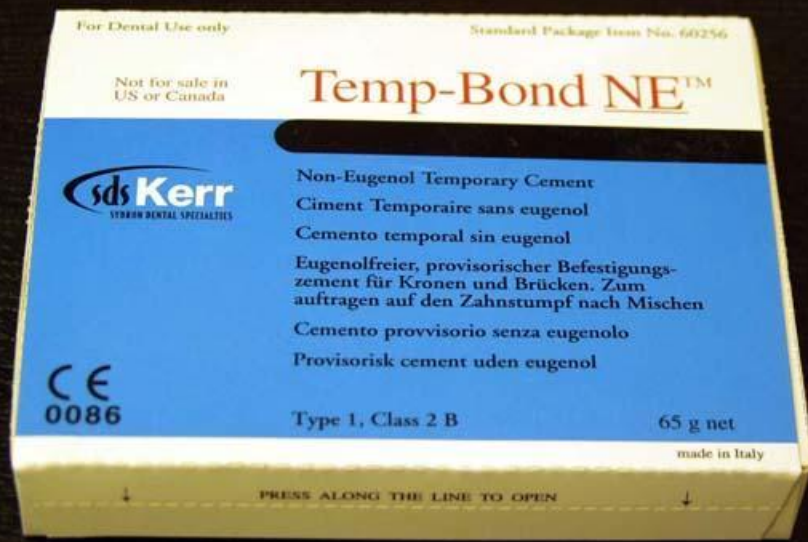 For Dental Use only
Standard Package Item No. 60256
Not for sale in
US or Canada
Temp-Bond NE™
sds Kerr
SYBRON DENTAL SPECIALTIES
Non-Eugenol Temporary Cement
Ciment Temporaire sans eugenol
Cemento temporal sin eugenol
Eugenolfreier, provisorischer Befestigungs-
zement für Kronen und Brücken. Zum
auftragen auf den Zahnstumpf nach Mischen
Cemento provvisorio senza eugenolo
Provisorisk cement uden eugenol
CE
0086
Type 1, Class 2 B
65 g net
made in Italy
PRESS ALONG THE LINE TO OPEN